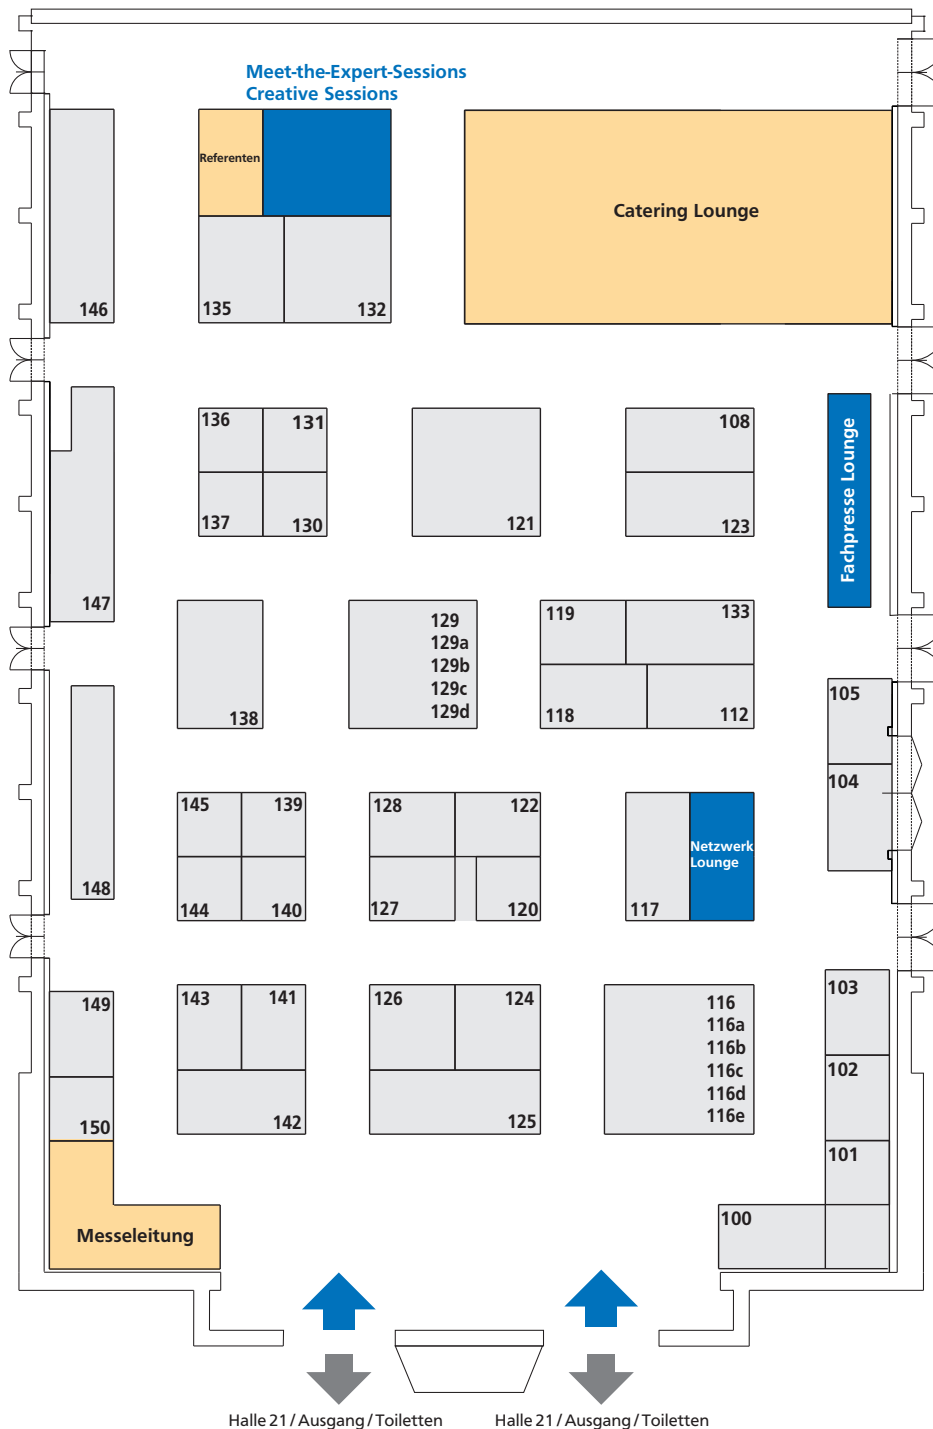 Meet-the-Expert-Sessions
Creative Sessions
Referenten
Catering Lounge
146
135
132
136
131
108
137
130
121
123
Fachpresse Lounge
147
129
129a
129b
129c
129d
119
133
138
118
112
105
104
145
139
128
122
Netzwerk
Lounge
148
144
140
127
120
117
149
143
141
126
124
116
116a
116b
116c
116d
116e
103
102
150
142
125
101
100
Messeleitung
Halle 21 / Ausgang / Toiletten
Halle 21 / Ausgang / Toiletten